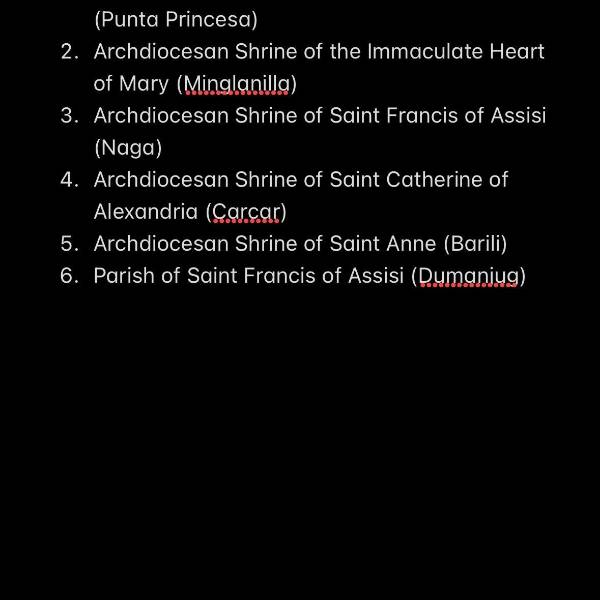 (Punta Princesa)
2. Archdiocesan Shrine of the Immaculate Heart
of Mary (Minglanilla)
3. Archdiocesan Shrine of Saint Francis of Assisi
(Naga)
4. Archdiocesan Shrine of Saint Catherine of
Alexandria (Carcar)
5. Archdiocesan Shrine of Saint Anne (Barili)
6. Parish of Saint Francis of Assisi (Dumanjug)